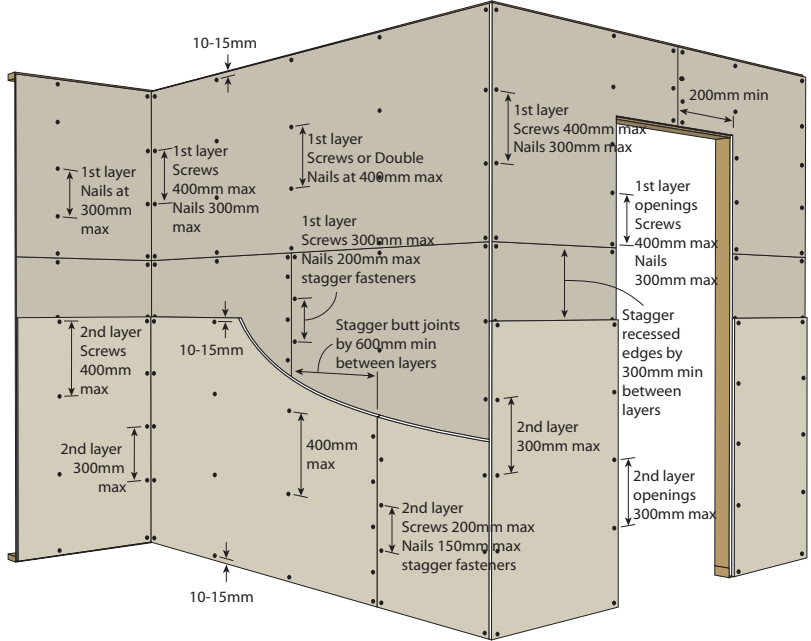 10-15mm
200mm min
1st layer
Screws 400mm max
Nails 300mm max
1st layer
Screws or Double
Nails at 400mm max
1st layer
Screws
400mm max
Nails 300mm
max
1st layer
Nails at
300mm
max
1st layer
openings
Screws
400mm max
Nails
300mm max
1st layer
Screws 300mm max
Nails 200mm max
stagger fasteners
Stagger
recessed
edges by
300mm min
between
layers
Stagger butt joints
by 600mm min
between layers
10-15mm
2nd layer
Screws
400mm
max
2nd layer
300mm
max
400mm
max
2nd layer
300mm max
2nd layer
openings
300mm max
2nd layer
Screws 200mm max
Nails 150mm max
stagger fasteners
10-15mm